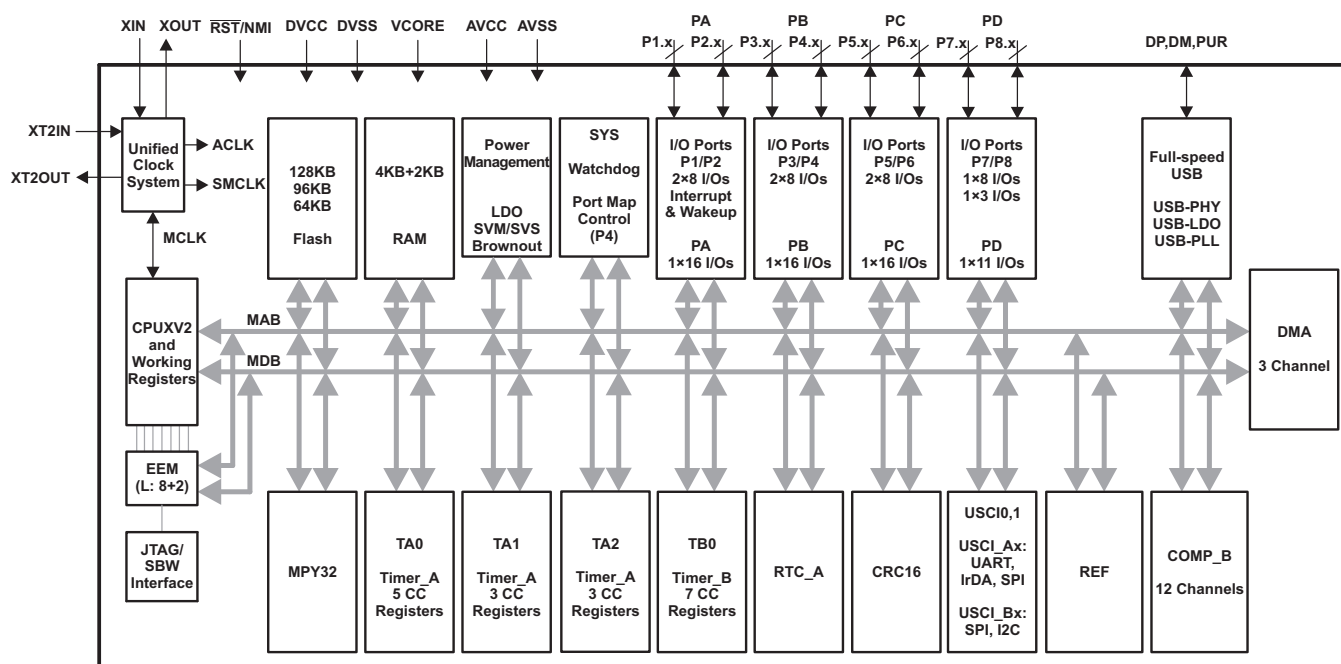 XIN
XOUT
RST/NMI
DVCC
DVSS
VCORE
AVCC
AVSS
PA
P1.x
P2.x
PB
P3.x
P4.x
PC
P5.x
P6.x
PD
P7.x
P8.x
DP,DM,PUR
XT2IN
XT2OUT
Unified
Clock
System
ACLK
SMCLK
MCLK
128KB
96KB
64KB
Flash
4KB+2KB
RAM
Power
Management
LDO
SVM/SVS
Brownout
SYS
Watchdog
Port Map
Control
(P4)
I/O Ports
P1/P2
2×8 I/Os
Interrupt
& Wakeup
PA
1×16 I/Os
I/O Ports
P3/P4
2×8 I/Os
PB
1×16 I/Os
I/O Ports
P5/P6
2×8 I/Os
PC
1×16 I/Os
I/O Ports
P7/P8
1×8 I/Os
1×3 I/Os
PD
1×11 I/Os
Full-speed
USB
USB-PHY
USB-LDO
USB-PLL
CPUXV2
and
Working
Registers
MAB
MDB
DMA
3 Channel
EEM
(L: 8+2)
JTAG/
SBW
Interface
MPY32
TA0
Timer_A
5 CC
Registers
TA1
Timer_A
3 CC
Registers
TA2
Timer_A
3 CC
Registers
TB0
Timer_B
7 CC
Registers
RTC_A
CRC16
USCI0,1
USCI_Ax:
UART,
IrDA, SPI
USCI_Bx:
SPI, I2C
REF
COMP_B
12 Channels